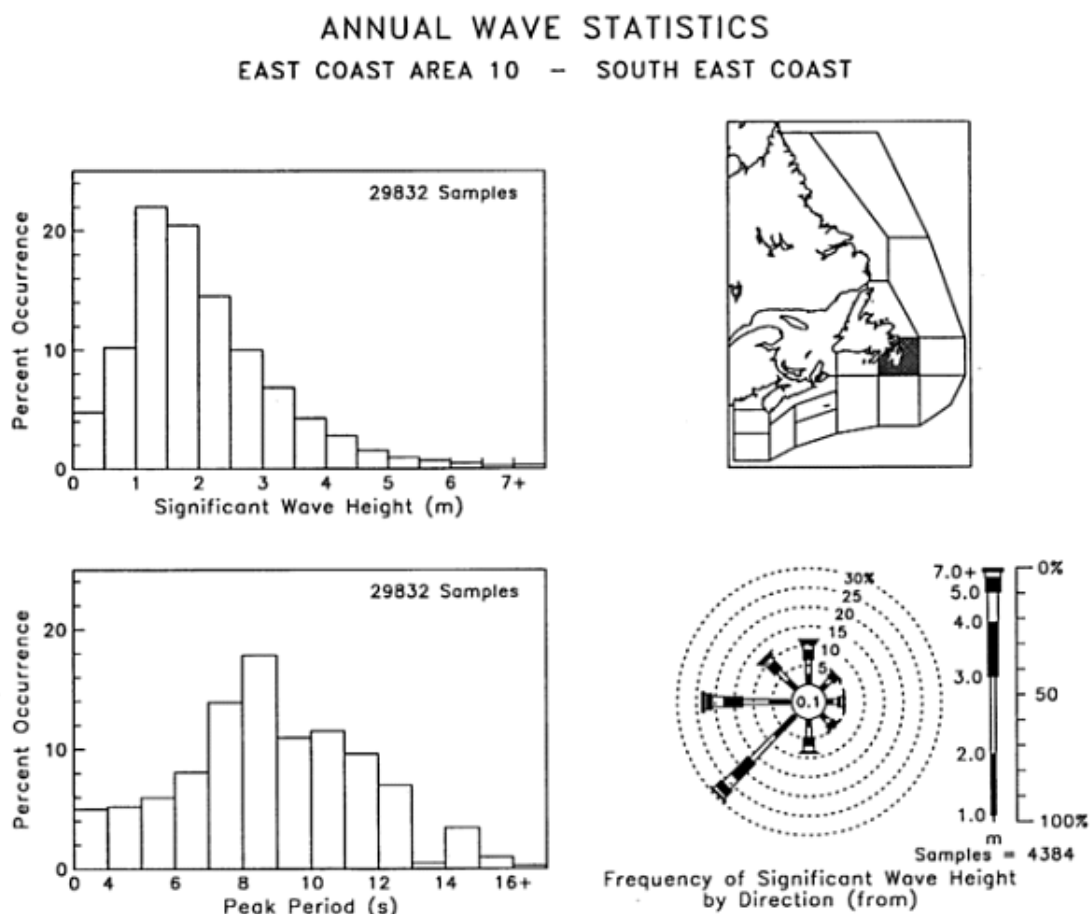 ANNUAL WAVE STATISTICS
EAST COAST AREA 10 - SOUTH EAST COAST
29832 Samples
Percent Occurrence
20
10
0
0 1 2 3 4 5 6 7+
Significant Wave Height (m)
29832 Samples
Percent Occurrence
20
10
0
0 4 6 8 10 12 14 16+
Peak Period (s)
30%
25
20
15
10
5
0.1
7.0+
5.0
4.0
3.0
2.0
1.0
m
0%
50
100%
Samples = 4384
Frequency of Significant Wave Height
by Direction (from)